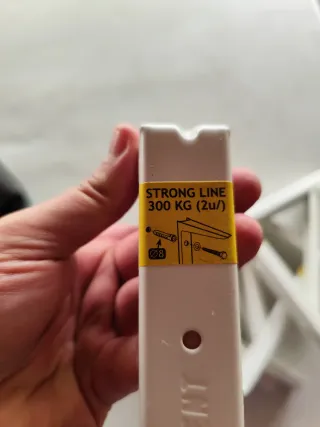 STRONG LINE
300 KG (2u/)
Ø8